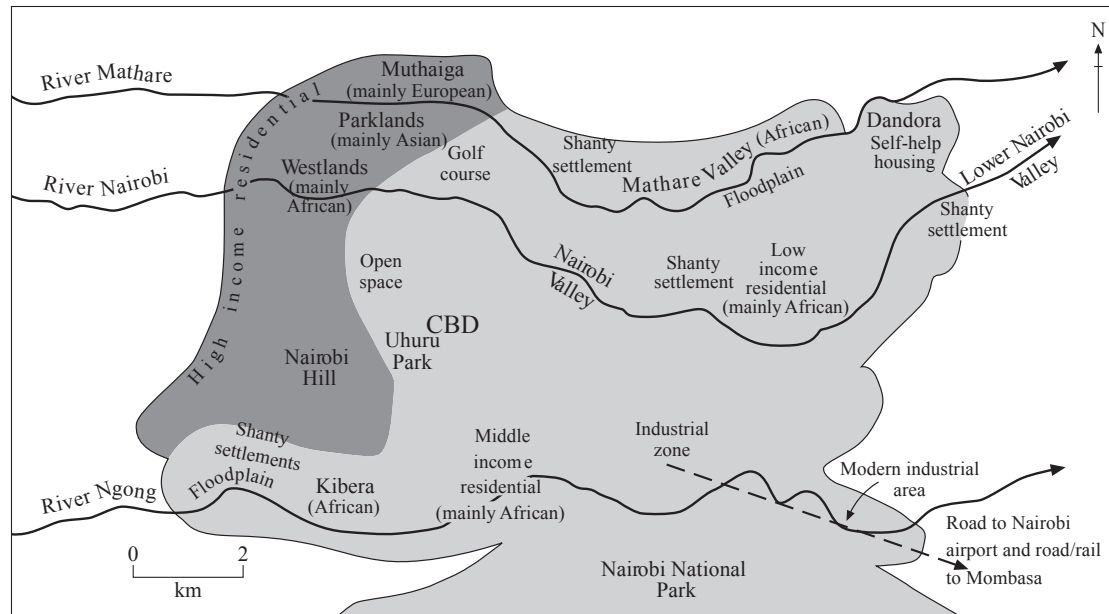 N
River Mathare
Muthaiga
(mainly European)
Parklands
(mainly Asian)
High income residential
Golf
course
Shanty
settlement
Mathare Valley (African)
Floodplain
Dandora
Self-help
housing
River Nairobi
Westlands
(mainly
African)
Lower Nairobi
Valley
Shanty
settlement
Open
space
Nairobi
Valley
Shanty
settlement
Low
income
residential
(mainly African)
CBD
Uhuru
Park
Nairobi
Hill
Shanty
settlements
Floodplain
Middle
income
residential
(mainly African)
Industrial
zone
Modern industrial
area
River Ngong
Kibera
(African)
Road to Nairobi
airport and road/rail
to Mombasa
0 2
km
Nairobi National
Park